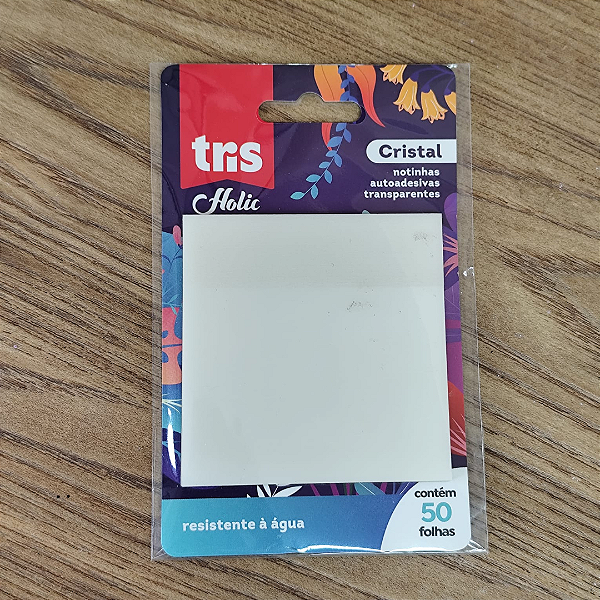 tris
Holic
Cristal
notinhas
autoadesivas
transparentes
resistente à água
contém
50
folhas